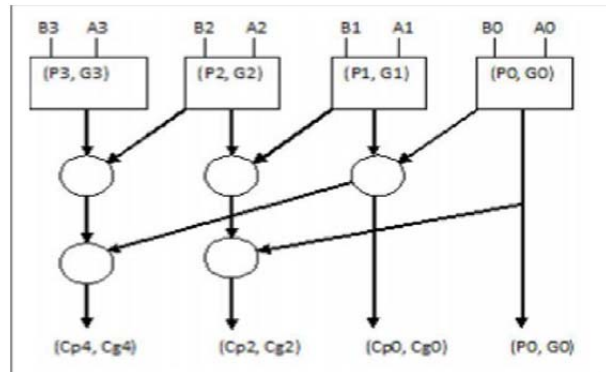 B3 A3 B2 A2 B1 A1 B0 A0
(P3, G3) (P2, G2) (P1, G1) (P0, G0)
(Cp4, Cg4) (Cp2, Cg2) (Cp0, Cg0) (P0, G0)